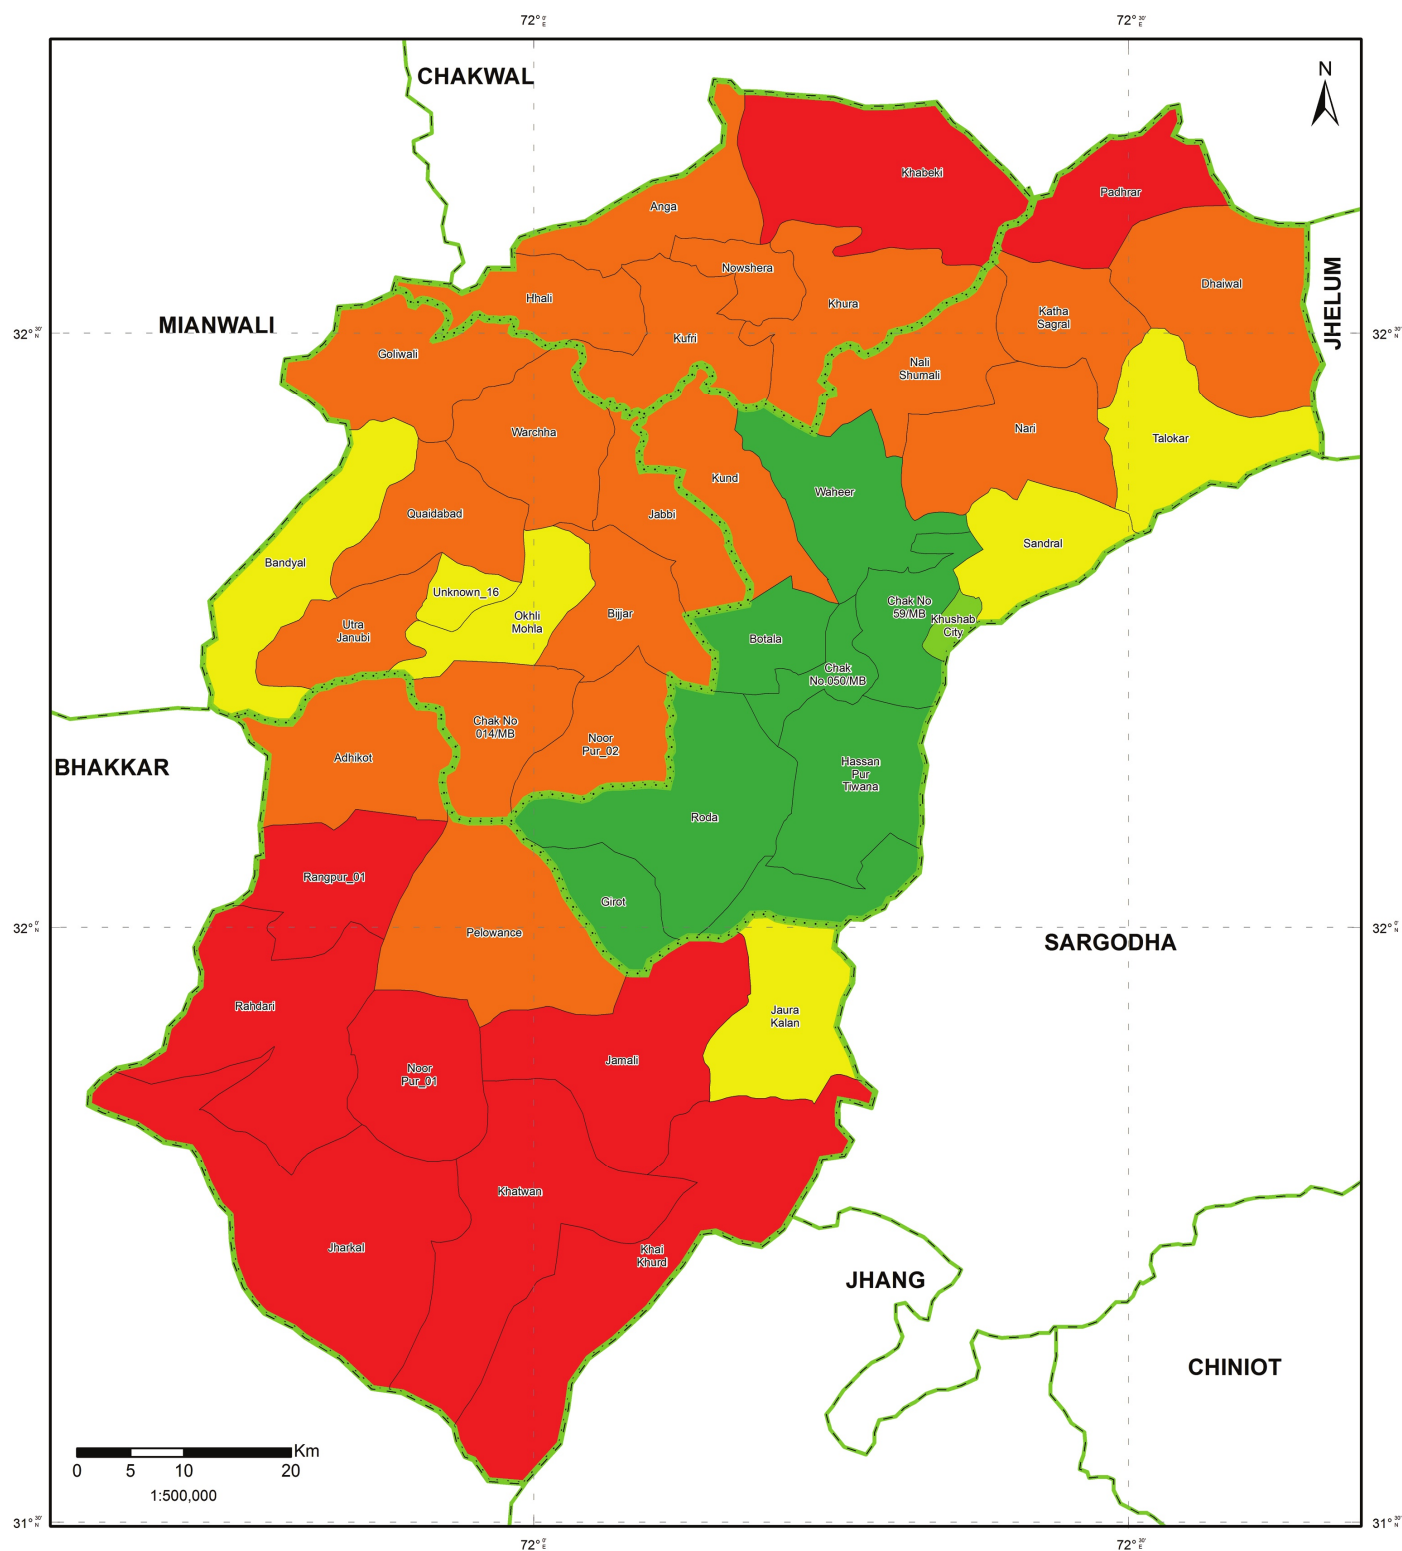 72° 0' E
72° 30' E
CHAKWAL
N
Khabeki
Padhrar
Anga
Nowshera
Dhaiwal
JHELUM
Hhali
Khura
Katha
Sagral
MIANWALI
32° 30' N
32° 30' N
Kufri
Goliwali
Nali
Shumali
Warchha
Nari
Talokar
Kund
Waheer
Quaidabad
Jabbi
Sandral
Bandyal
Unknown_16
Chak No
59/MB
Okhli
Mohla
Bijjar
Khushab
City
Utra
Janubi
Botala
Chak
No 050/MB
Chak No
014/MB
Noor
Pur_02
Adhikot
BHAKKAR
Hassan
Pur
Tiwana
Roda
Rangpur_01
Girot
32° 0' N
32° 0' N
Pelowance
SARGODHA
Rahdari
Jaura
Kalan
Noor
Pur_01
Jamali
Khatwan
Jharkal
Khai
Khurd
JHANG
CHINIOT
Km
0 5 10 20
1:500,000
31° 30' N
31° 30' N
72° 0' E
72° 30' E